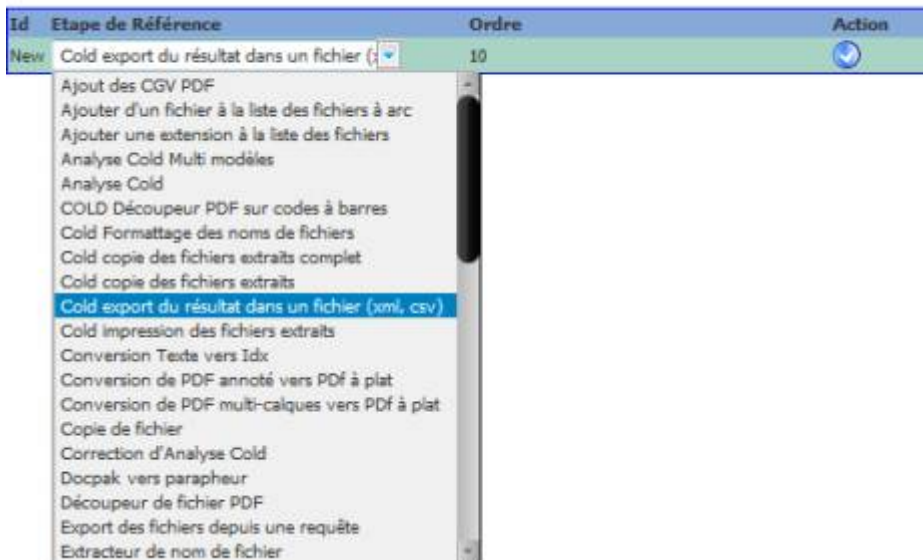 Id Etape de Référence Ordre Action
New Cold export du résultat dans un fichier ( 10
Ajout des CGV PDF
Ajouter d'un fichier à la liste des fichiers à arc
Ajouter une extension à la liste des fichiers
Analyse Cold Multi modèles
Analyse Cold
COLD Découpeur PDF sur codes à barres
Cold Formattage des noms de fichiers
Cold copie des fichiers extraits complet
Cold copie des fichiers extraits
Cold export du résultat dans un fichier (xml, csv)
Cold impression des fichiers extraits
Conversion Texte vers Idx
Conversion de PDF annoté vers PDf à plat
Conversion de PDF multi-calques vers PDf à plat
Copie de fichier
Correction d'Analyse Cold
Docpak vers parapheur
Découpeur de fichier PDF
Export des fichiers depuis une requête
Extracteur de nom de fichier